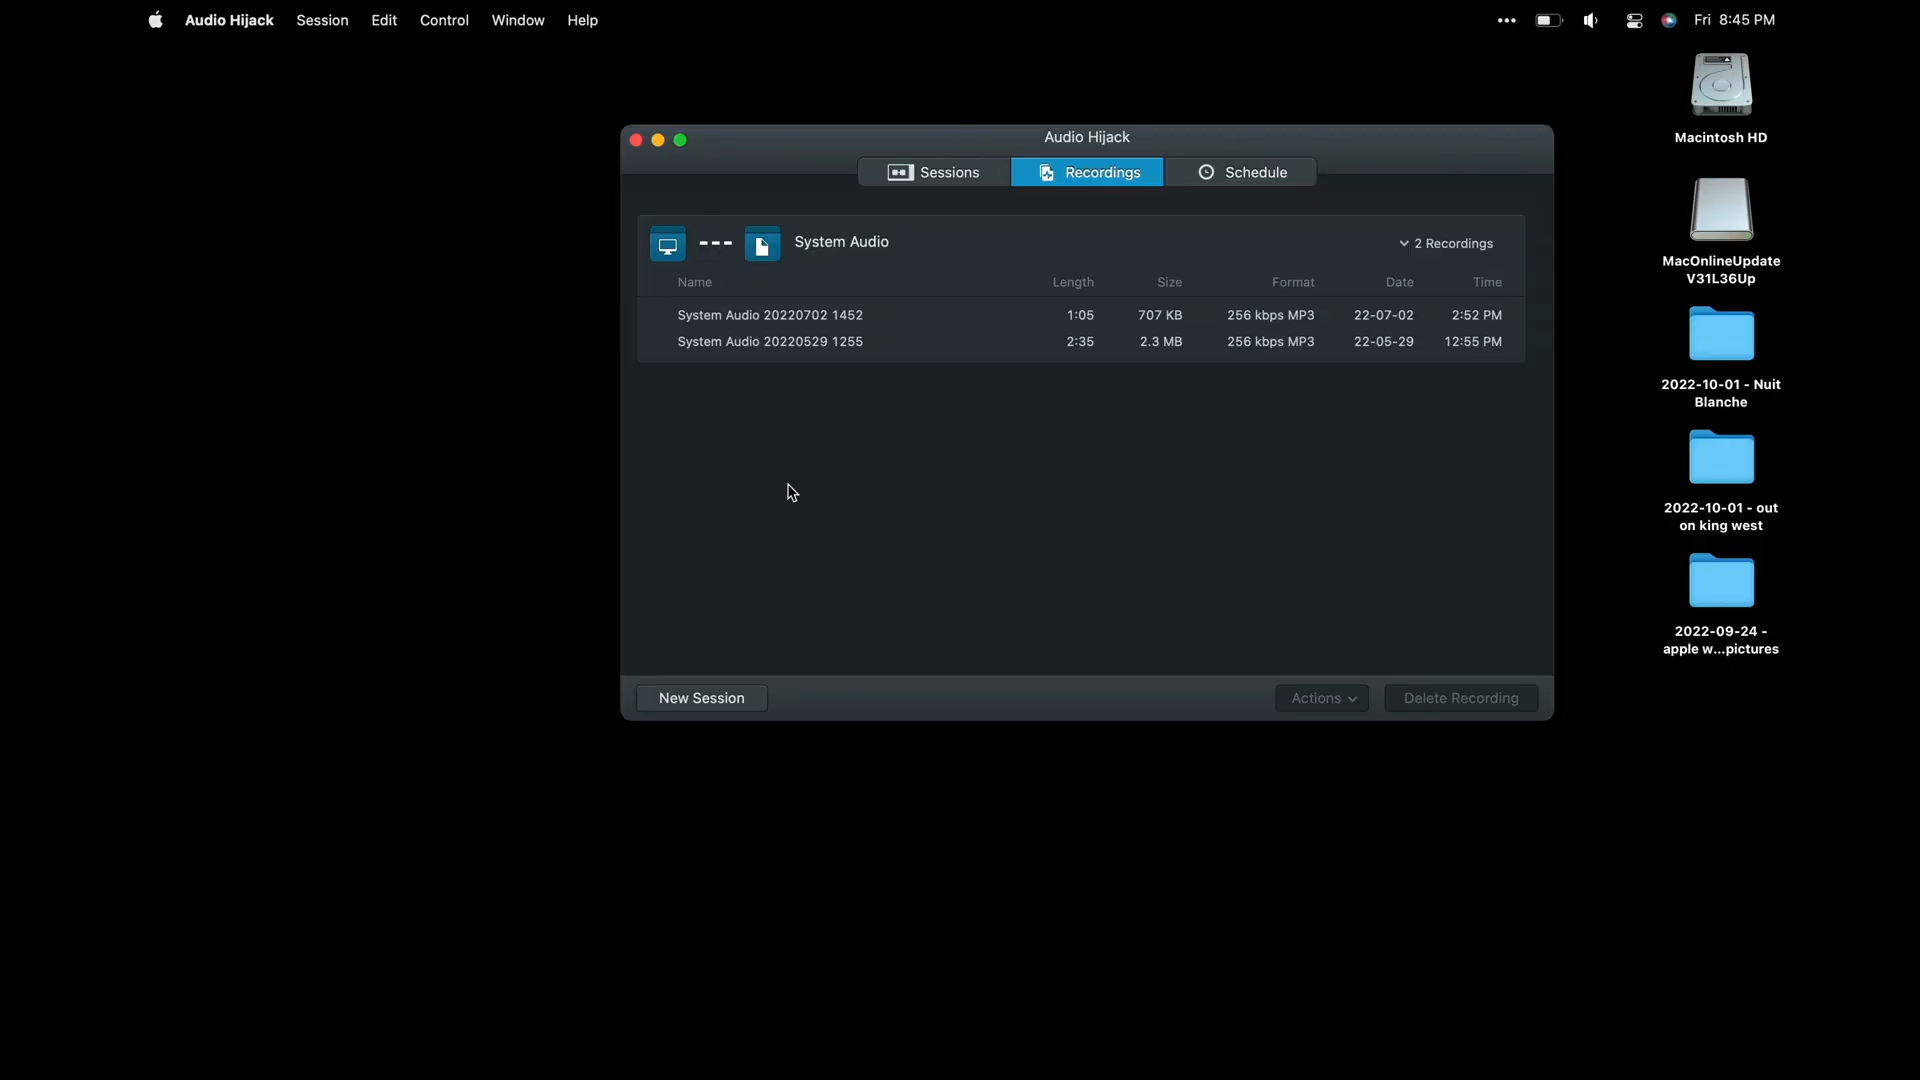 Audio Hijack Session Edit Control Window Help
Fri 8:45 PM
Macintosh HD
MacOnlineUpdate
V31L36Up
2022-10-01 - Nuit
Blanche
2022-10-01 - out
on king west
2022-09-24 -
apple w...pictures
Audio Hijack
Sessions Recordings Schedule
System Audio
2 Recordings
Name Length Size Format Date Time
System Audio 20220702 1452 1:05 707 KB 256 kbps MP3 22-07-02 2:52 PM
System Audio 20220529 1255 2:35 2.3 MB 256 kbps MP3 22-05-29 12:55 PM
New Session
Actions
Delete Recording